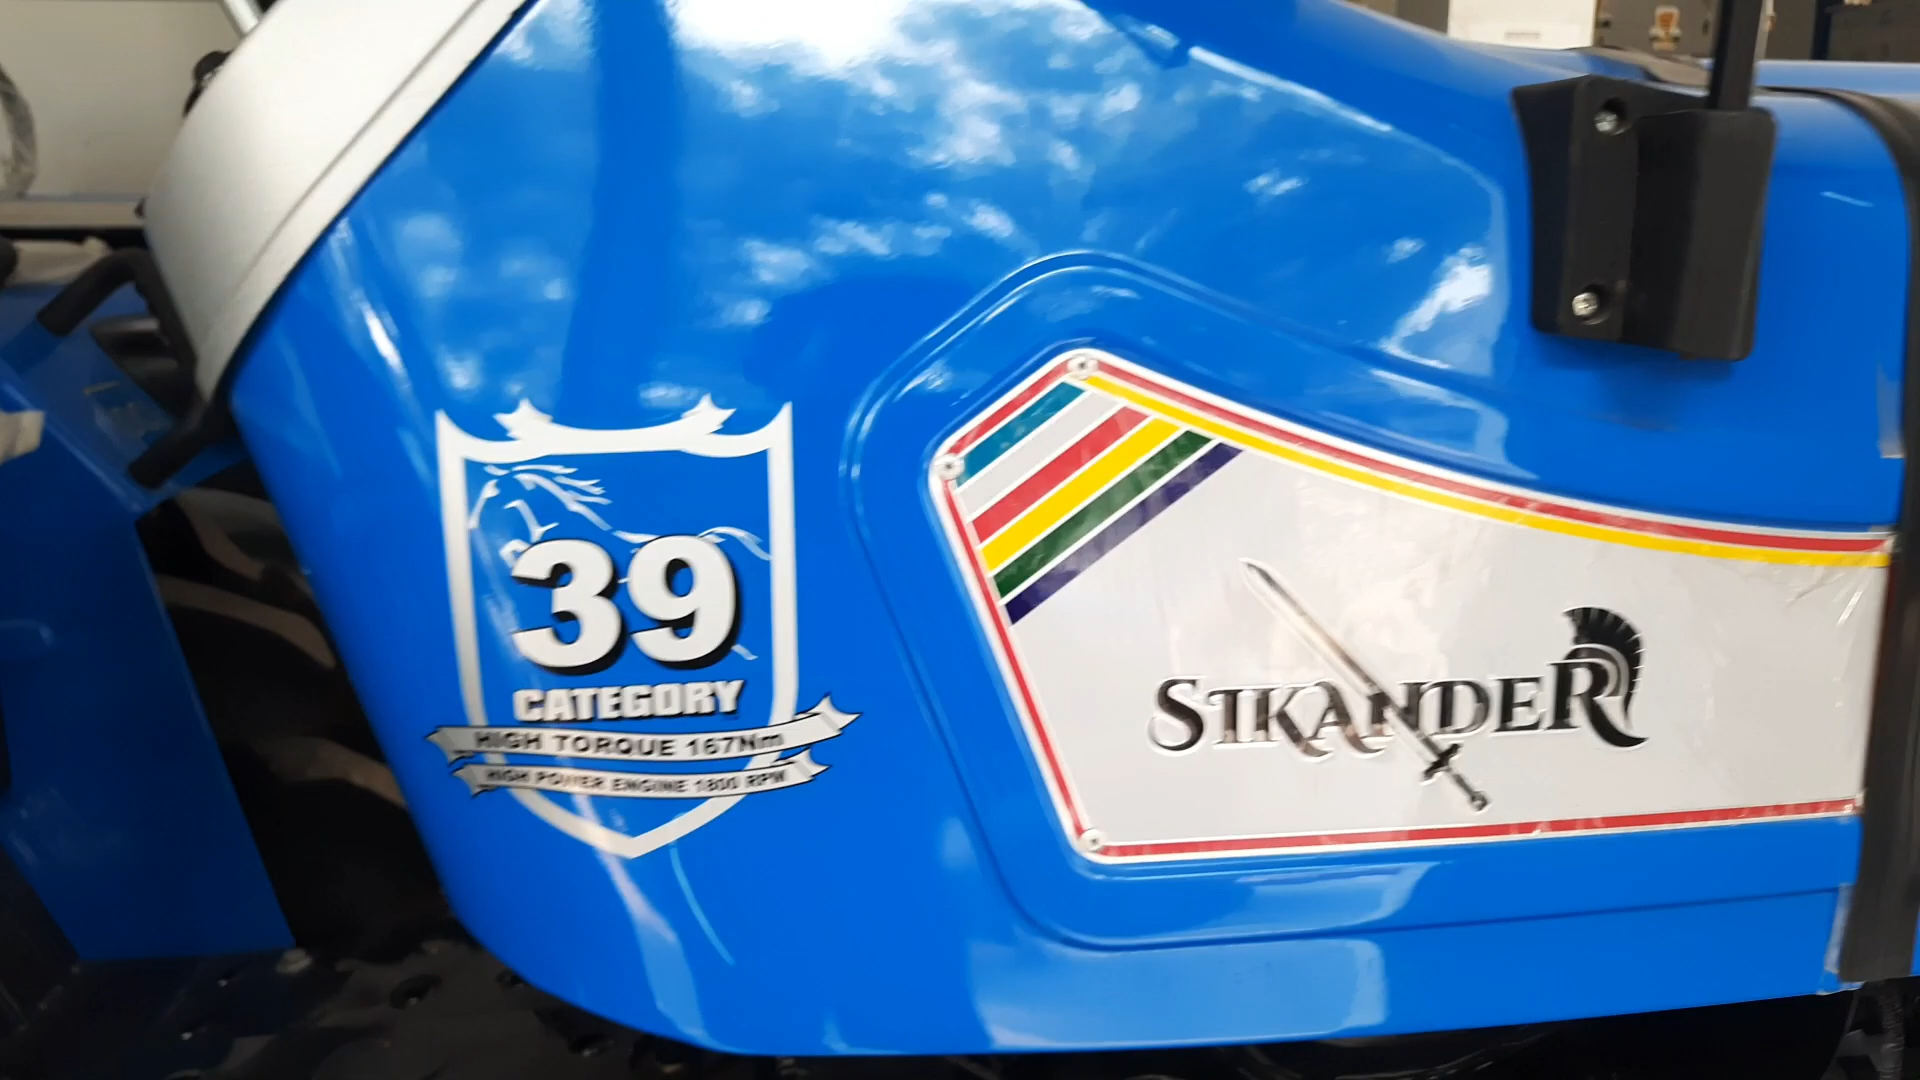 39
CATEGORY
HIGH TORQUE 167Nm
HIGH POWER ENGINE 1800 RPM
SIKANDER